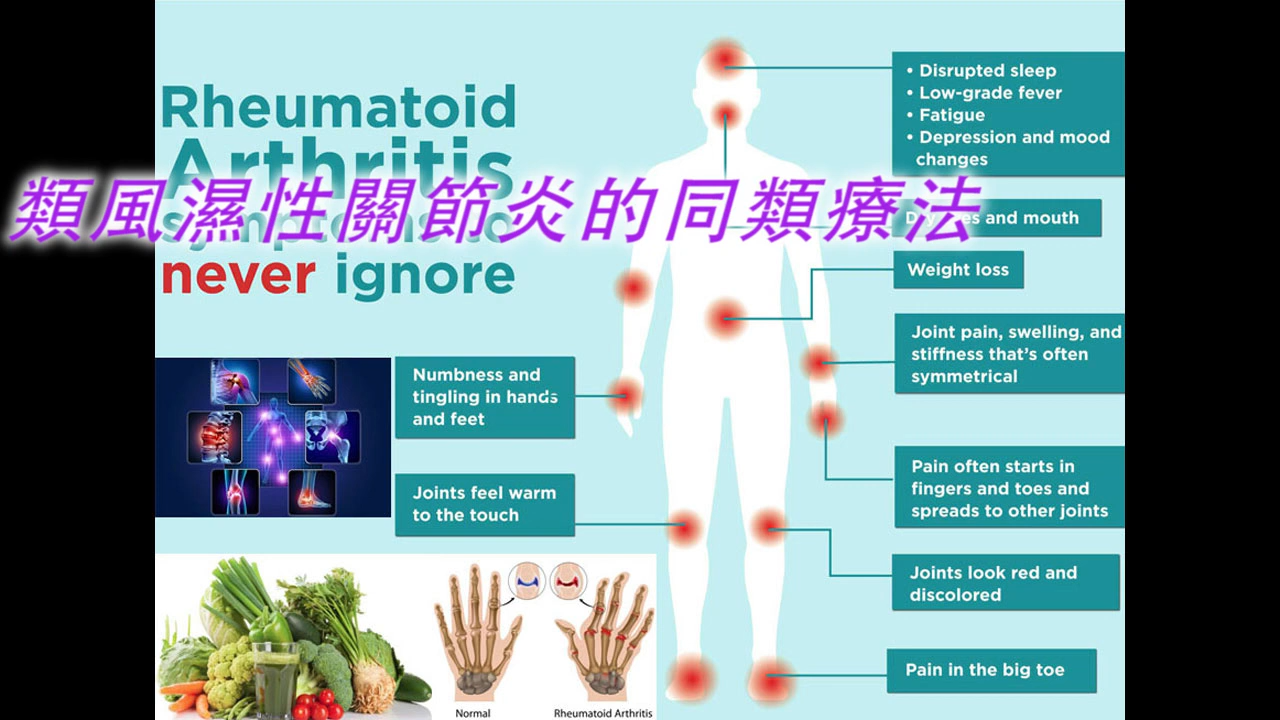 Rheumatoid
Arthritis
symptoms to
never ignore
類風濕性關節炎的同類療法
• Disrupted sleep
• Low-grade fever
• Fatigue
• Depression and mood
changes
Dry eyes and mouth
Weight loss
Joint pain, swelling, and
stiffness that's often
symmetrical
Numbness and
tingling in hands
and feet
Pain often starts in
fingers and toes and
spreads to other joints
Joints feel warm
to the touch
Joints look red and
discolored
Pain in the big toe
Normal
Rheumatoid Arthritis